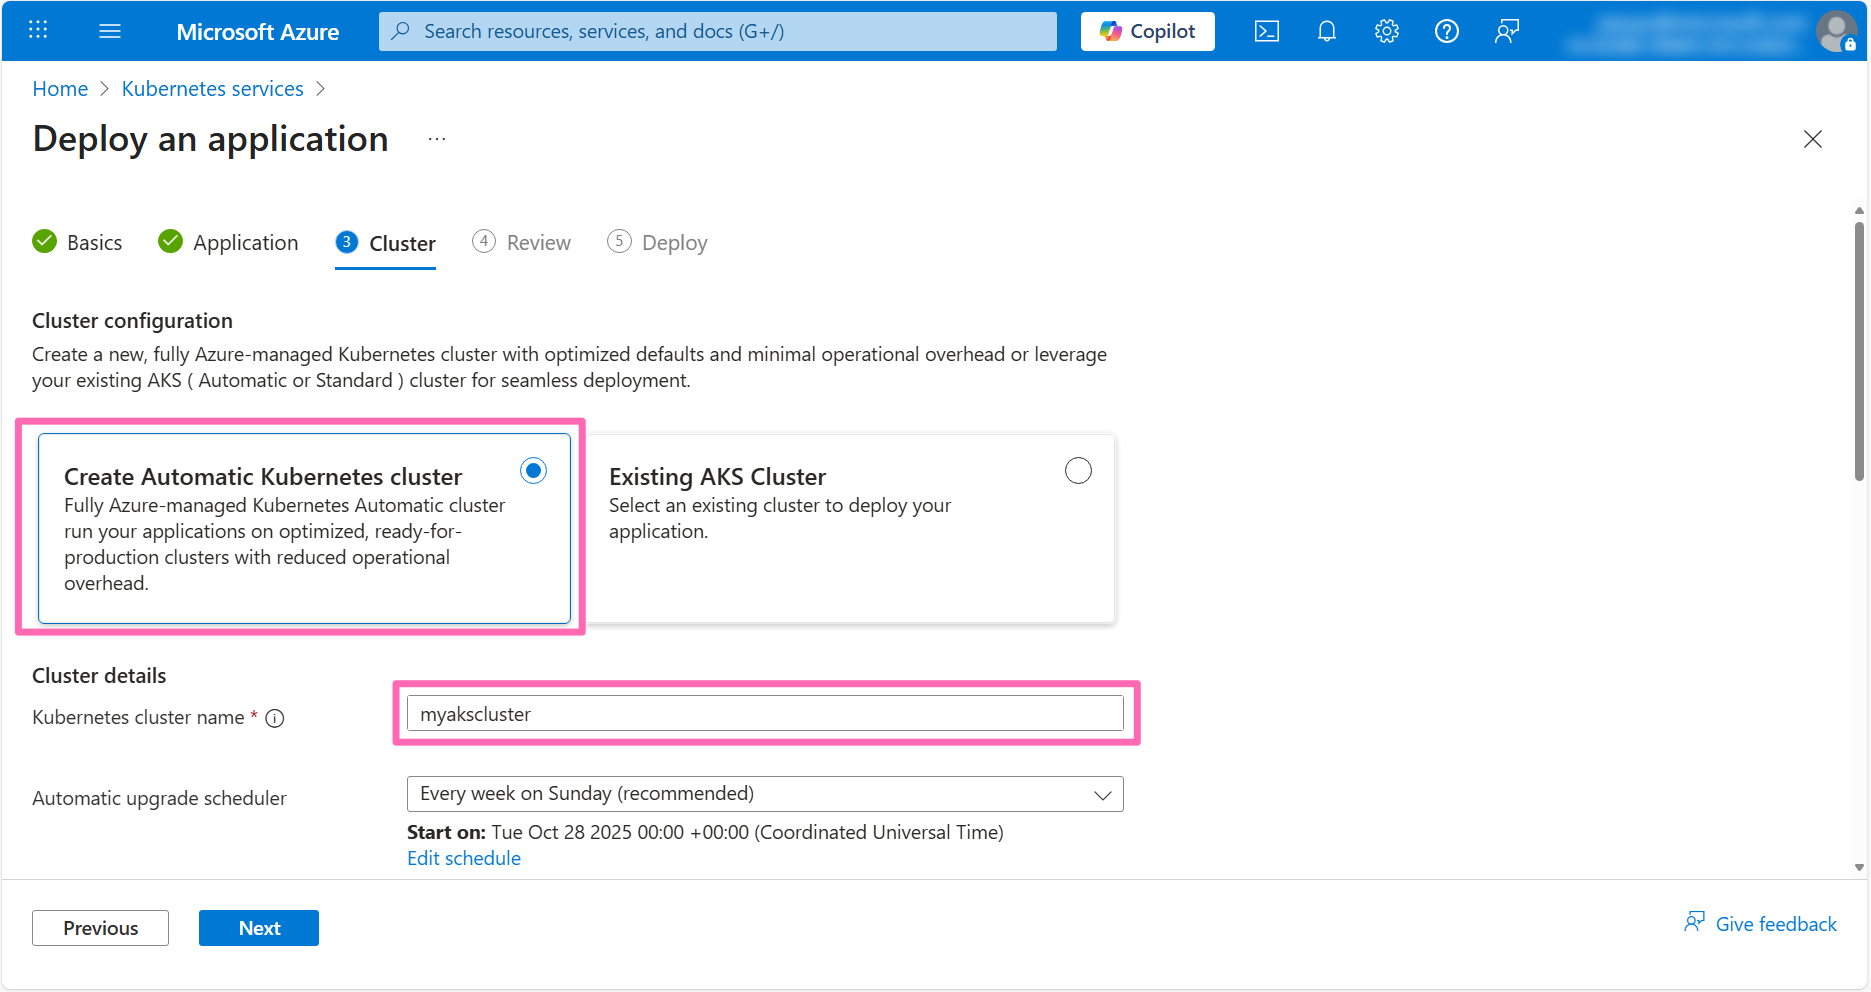 Microsoft Azure
Search resources, services, and docs (G+/)
Copilot
Home > Kubernetes services >
Deploy an application ...
Basics
Application
3 Cluster
4 Review
5 Deploy
Cluster configuration
Create a new, fully Azure-managed Kubernetes cluster with optimized defaults and minimal operational overhead or leverage
your existing AKS ( Automatic or Standard ) cluster for seamless deployment.
Create Automatic Kubernetes cluster
Fully Azure-managed Kubernetes Automatic cluster
run your applications on optimized, ready-for-
production clusters with reduced operational
overhead.
Existing AKS Cluster
Select an existing cluster to deploy your
application.
Cluster details
Kubernetes cluster name *
myakscluster
Automatic upgrade scheduler
Every week on Sunday (recommended)
Start on: Tue Oct 28 2025 00:00 +00:00 (Coordinated Universal Time)
Edit schedule
Previous
Next
Give feedback